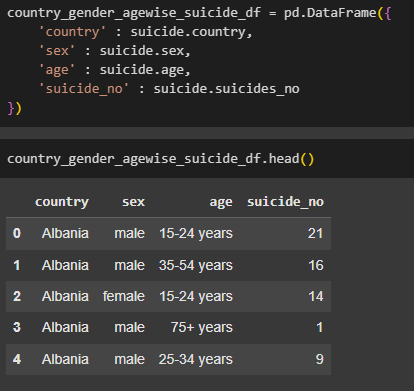 country_gender_agewise_suicide_df = pd.DataFrame({
    'country' : suicide.country,
    'sex' : suicide.sex,
    'age' : suicide.age,
    'suicide_no' : suicide.suicides_no
})
country_gender_agewise_suicide_df.head()
country sex age suicide_no
0 Albania male 15-24 years 21
1 Albania male 35-54 years 16
2 Albania female 15-24 years 14
3 Albania male 75+ years 1
4 Albania male 25-34 years 9